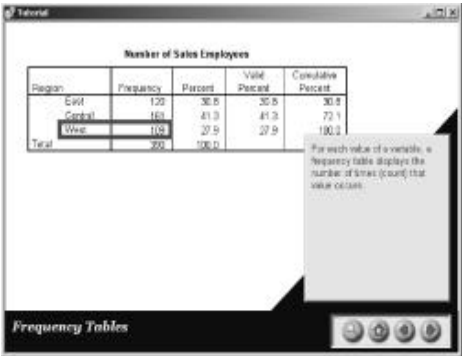 Tutorial
Number of Sales Employees
Valid Cumulative
Region Frequency Percent Percent Percent
East 120 30.8 30.8 30.8
Central 161 41.3 41.3 72.1
West 109 27.9 27.9 100.0
Total 390 100.0
For each value of a variable, a
frequency table displays the
number of times (count) that
value occurs.
Frequency Tables